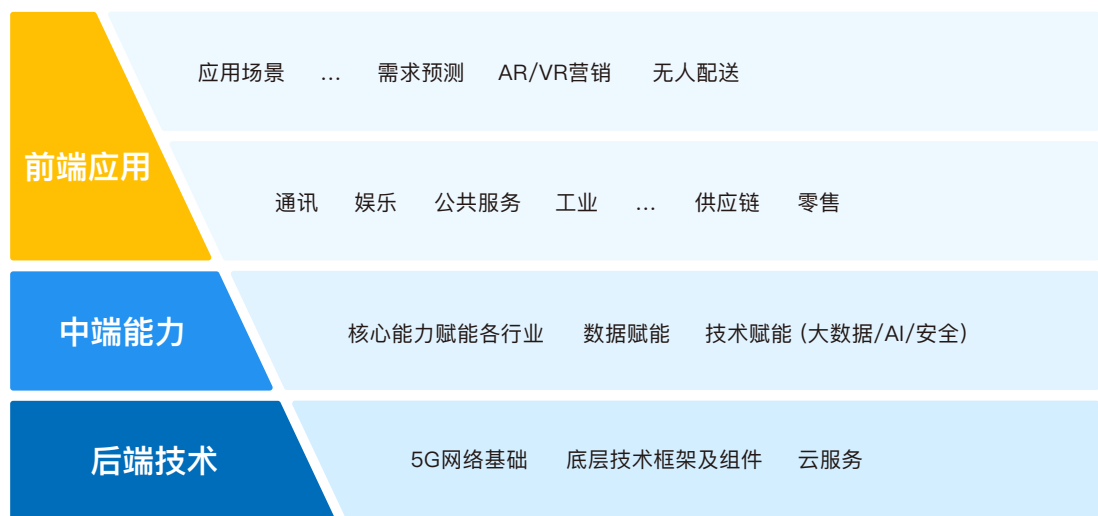 应用场景 ... 需求预测 AR/VR营销 无人配送
前端应用
通讯 娱乐 公共服务 工业 ... 供应链 零售
中端能力 核心能力赋能各行业 数据赋能 技术赋能 (大数据/AI/安全)
后端技术 5G网络基础 底层技术框架及组件 云服务